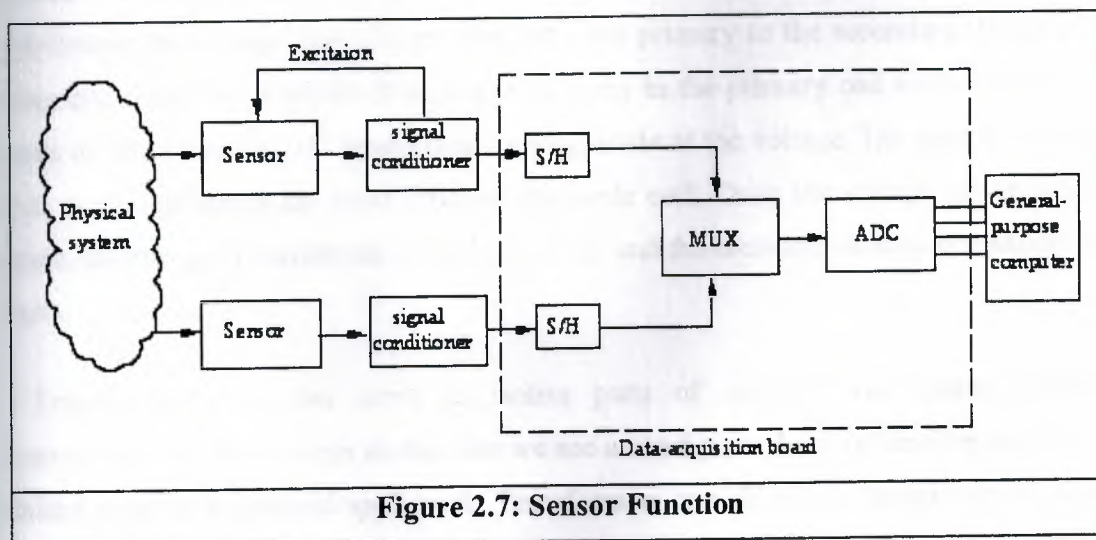 Excitaion
Sensor
signal
conditioner
S/H
Physical
system
MUX
ADC
General-
purpose
computer
Sensor
signal
conditioner
S/H
Data-acquisition board
Figure 2.7: Sensor Function